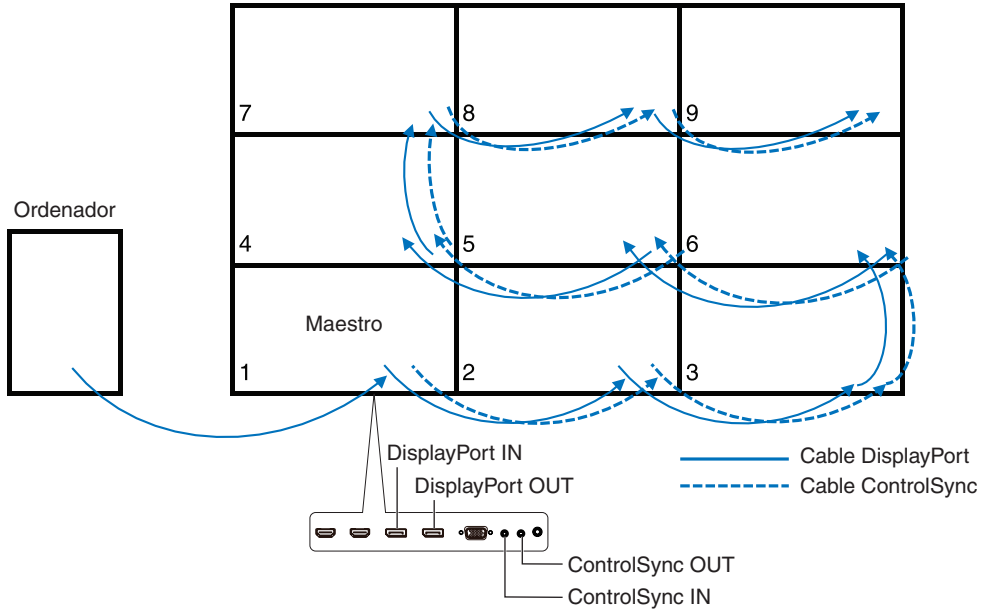 7
8
9
Ordenador
4
5
6
Maestro
1
2
3
DisplayPort IN
DisplayPort OUT
Cable DisplayPort
Cable ControlSync
ControlSync OUT
ControlSync IN